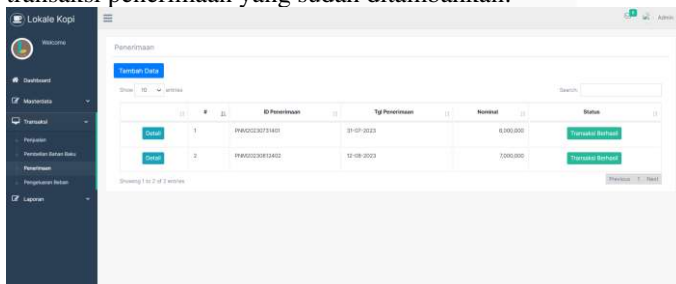 transaksi penerimaan yang sudah ditambahkan.
Lokale Kopi
Admin
Welcome
Penerimaan
Tambah Data
Dashboard
Show 10 entries
Search:
Masterdata
# ID Penerimaan Tgl Penerimaan Nominal Status
Transaksi
Detail 1 PNM20230731401 31-07-2023 6,000,000 Transaksi Berhasil
Penjualan
Pembelian Bahan Baku
Detail 2 PNM20230812402 12-08-2023 7,000,000 Transaksi Berhasil
Penerimaan
Pengeluaran Beban
Showing 1 to 2 of 2 entries
Previous 1 Next
Laporan